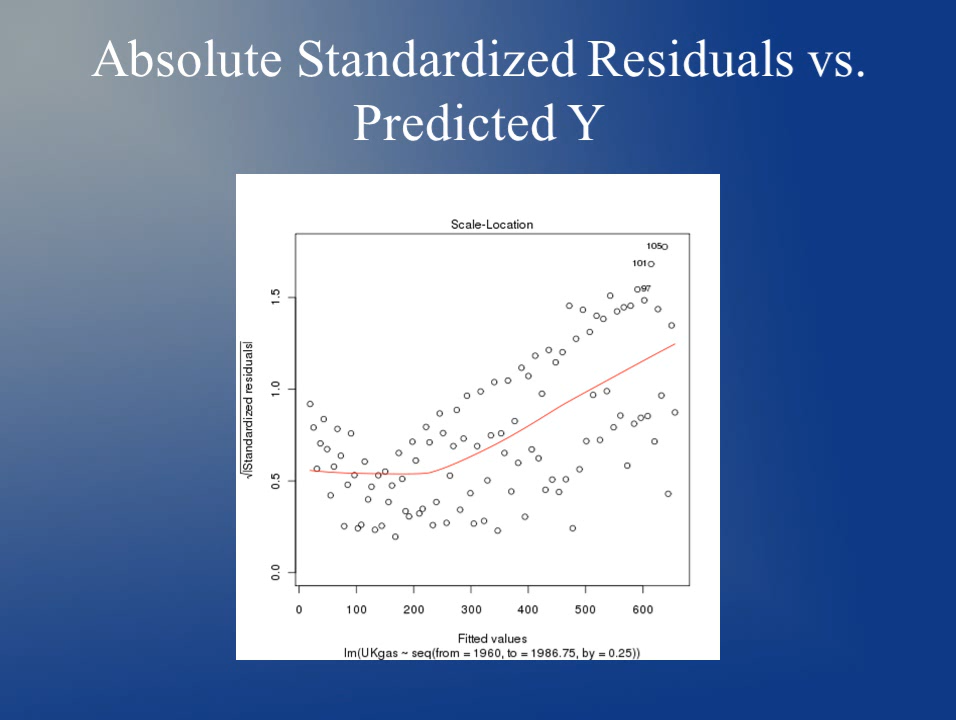 Absolute Standardized Residuals vs.
Predicted Y
Scale-Location
105
101
97
1.5
1.0
0.5
0.0
√|Standardized residuals|
0 100 200 300 400 500 600
Fitted values
lm(UKgas ~ seq(from = 1960, to = 1986.75, by = 0.25))